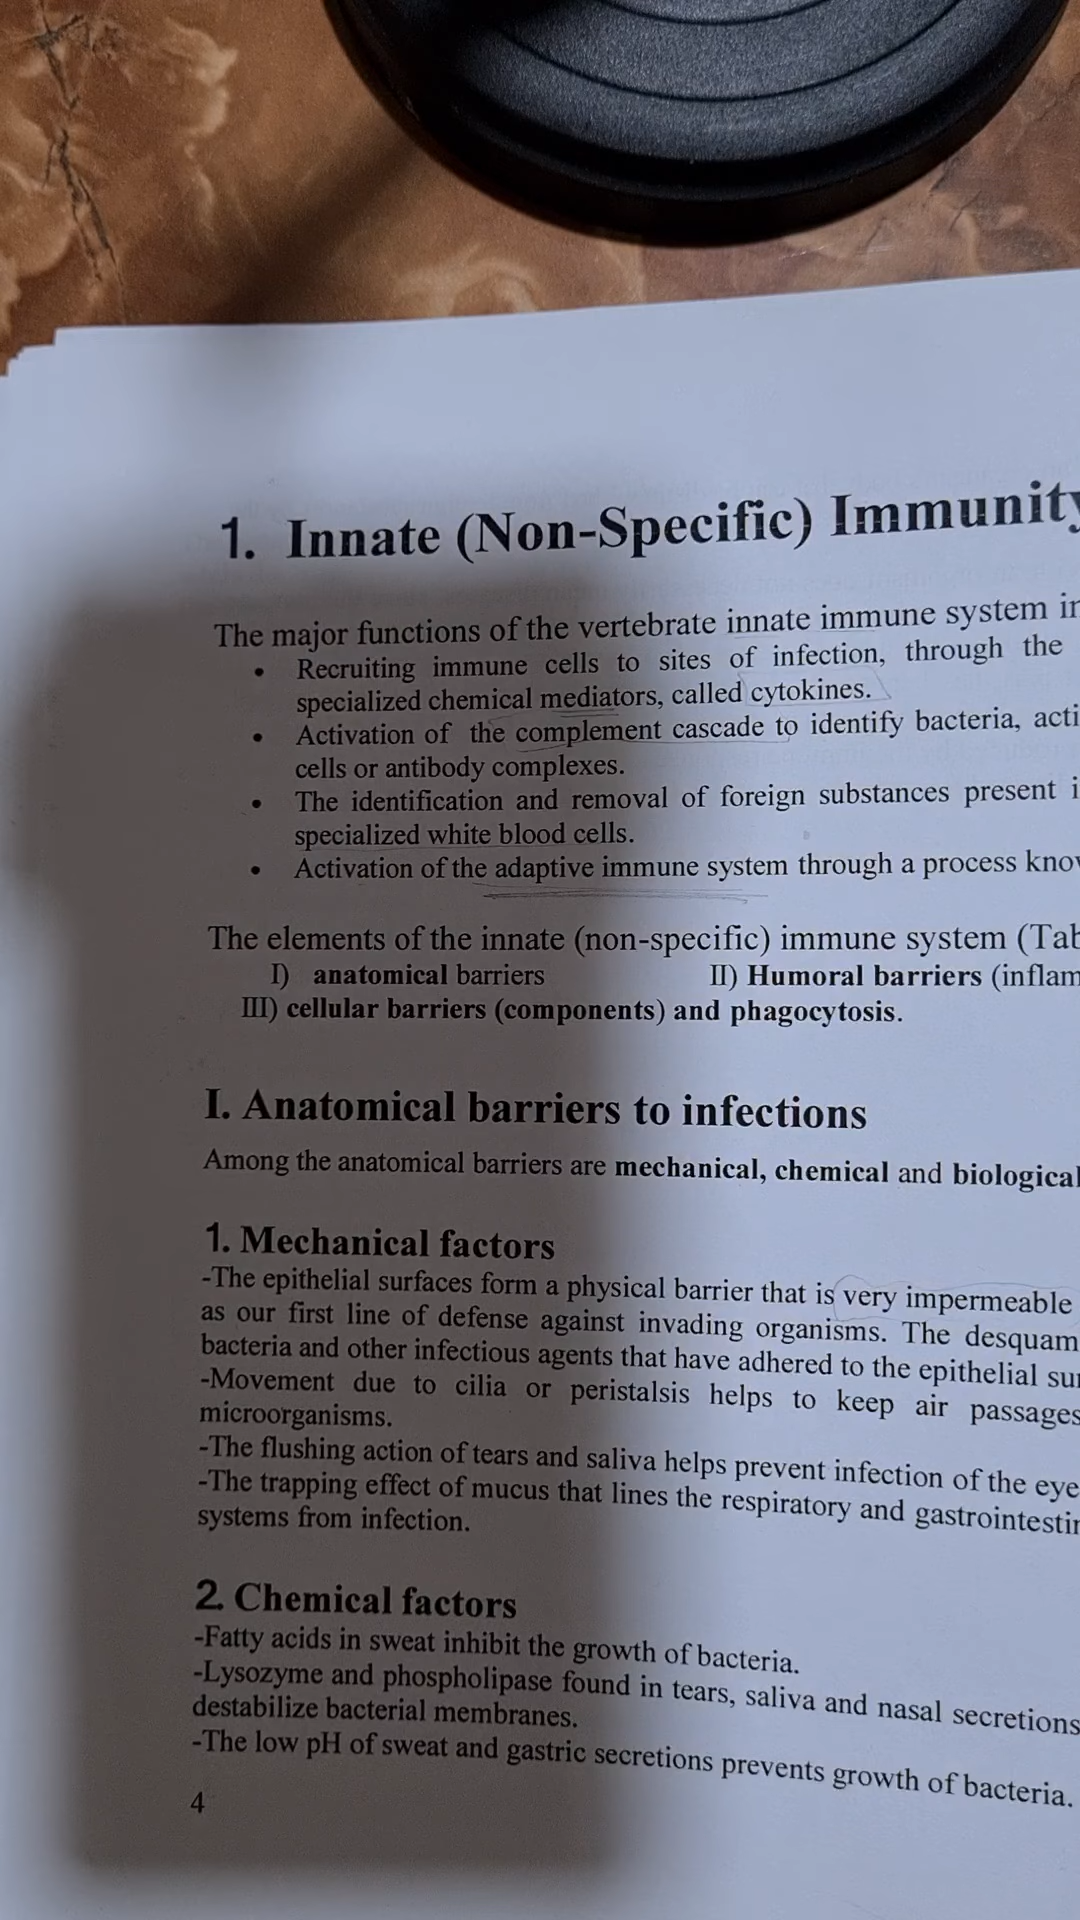 1. Innate (Non-Specific) Immunity
The major functions of the vertebrate innate immune system
• Recruiting immune cells to sites of infection, through the
specialized chemical mediators, called cytokines.
• Activation of the complement cascade to identify bacteria,
cells or antibody complexes.
• The identification and removal of foreign substances present
specialized white blood cells.
• Activation of the adaptive immune system through a process
The elements of the innate (non-specific) immune system
I) anatomical barriers II) Humoral barriers
III) cellular barriers (components) and phagocytosis.
I. Anatomical barriers to infections
Among the anatomical barriers are mechanical, chemical and biological
1. Mechanical factors
-The epithelial surfaces form a physical barrier that is very impermeable
as our first line of defense against invading organisms. The
bacteria and other infectious agents that have adhered to the epithelial
-Movement due to cilia or peristalsis helps to keep air passages
microorganisms.
-The flushing action of tears and saliva helps prevent infection of the
-The trapping effect of mucus that lines the respiratory and
systems from infection.
2. Chemical factors
-Fatty acids in sweat inhibit the growth of bacteria.
-Lysozyme and phospholipase found in tears, saliva and nasal secretions
destabilize bacterial membranes.
-The low pH of sweat and gastric secretions prevents growth of bacteria.
4